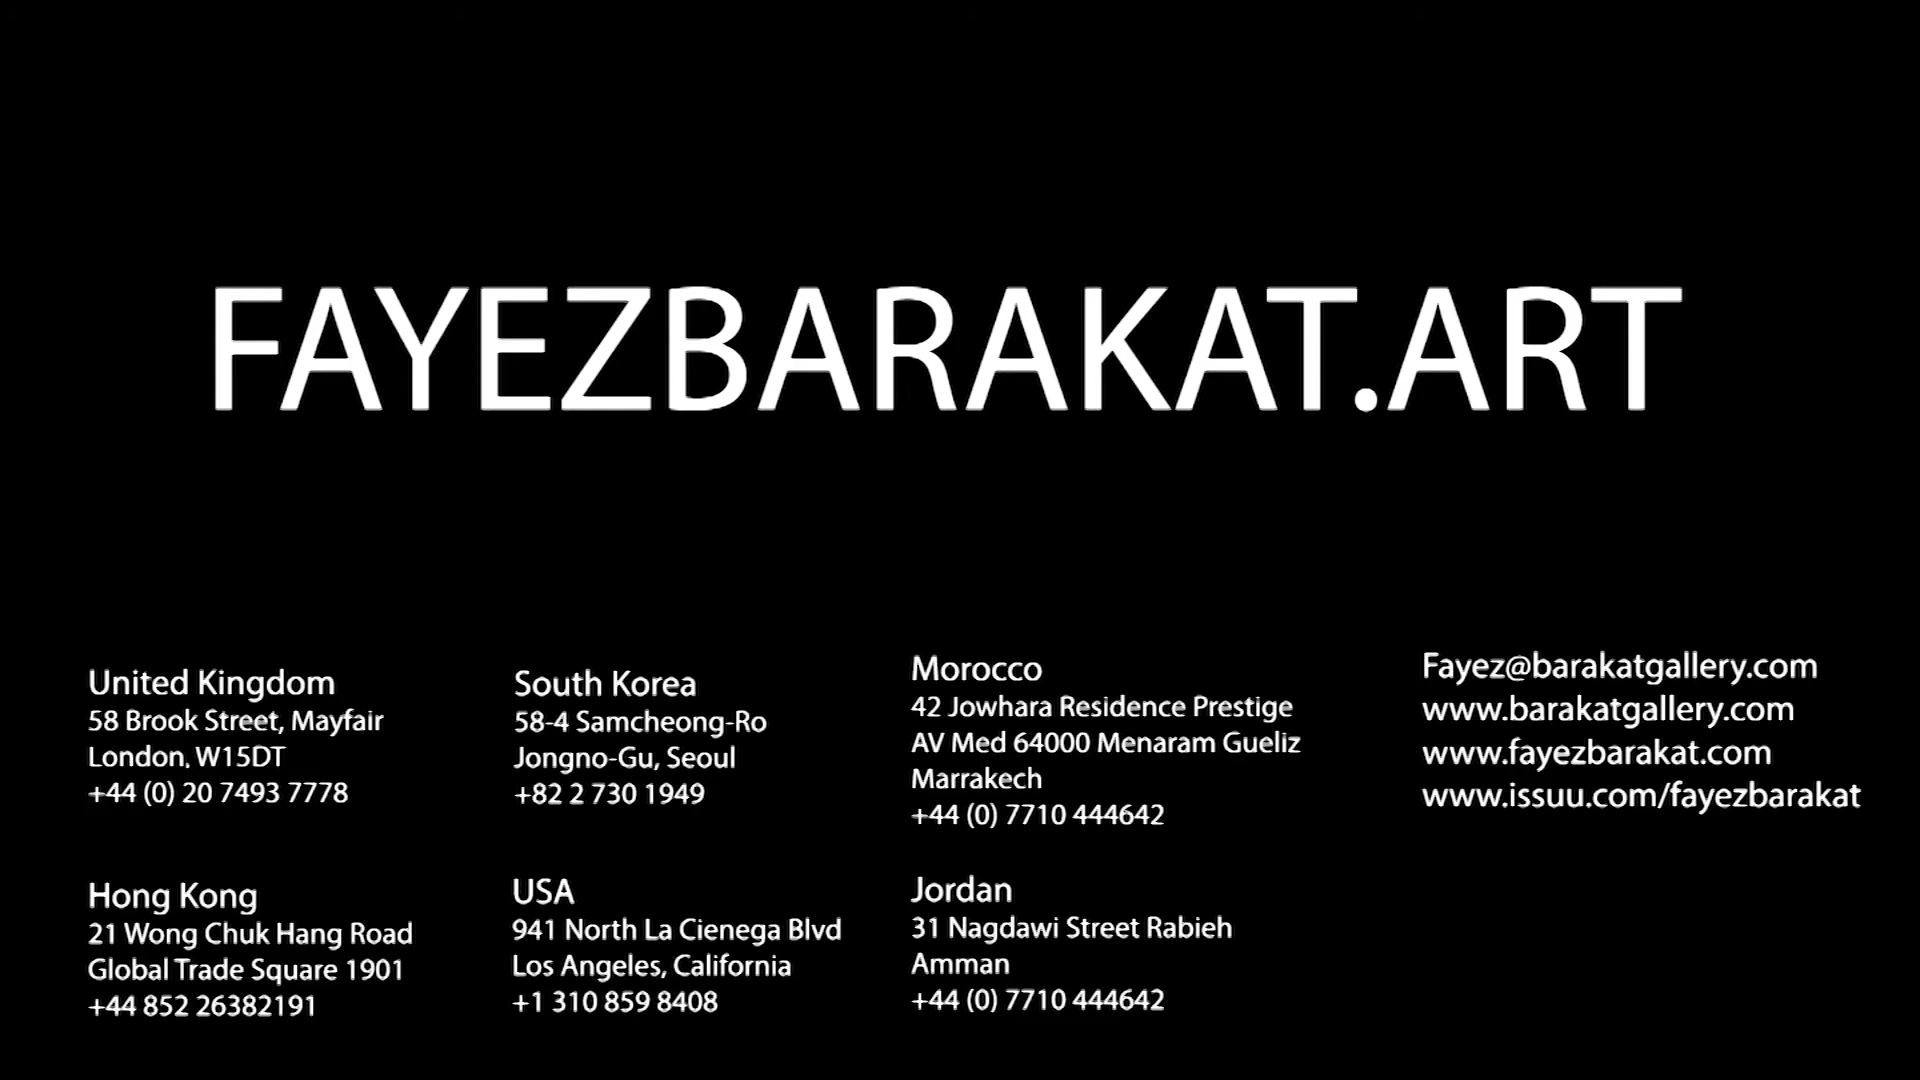 FAYEZBARAKAT.ART
United Kingdom
58 Brook Street, Mayfair
London, W15DT
+44 (0) 20 7493 7778
South Korea
58-4 Samcheong-Ro
Jongno-Gu, Seoul
+82 2 730 1949
Morocco
42 Jowhara Residence Prestige
AV Med 64000 Menaram Gueliz
Marrakech
+44 (0) 7710 444642
Fayez@barakatgallery.com
www.barakatgallery.com
www.fayezbarakat.com
www.issuu.com/fayezbarakat
Hong Kong
21 Wong Chuk Hang Road
Global Trade Square 1901
+44 852 26382191
USA
941 North La Cienega Blvd
Los Angeles, California
+1 310 859 8408
Jordan
31 Nagdawi Street Rabieh
Amman
+44 (0) 7710 444642